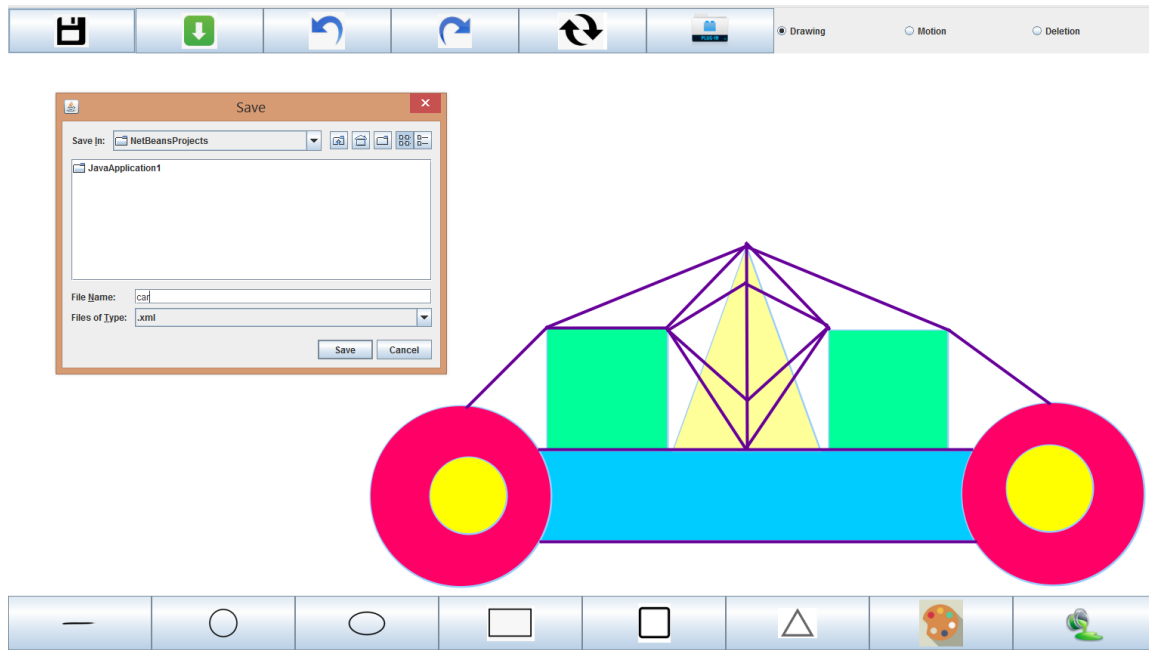 PLUG IN
Drawing
Motion
Deletion
Save
Save In:
NetBeansProjects
JavaApplication1
File Name:
car
Files of Type:
.xml
Save
Cancel